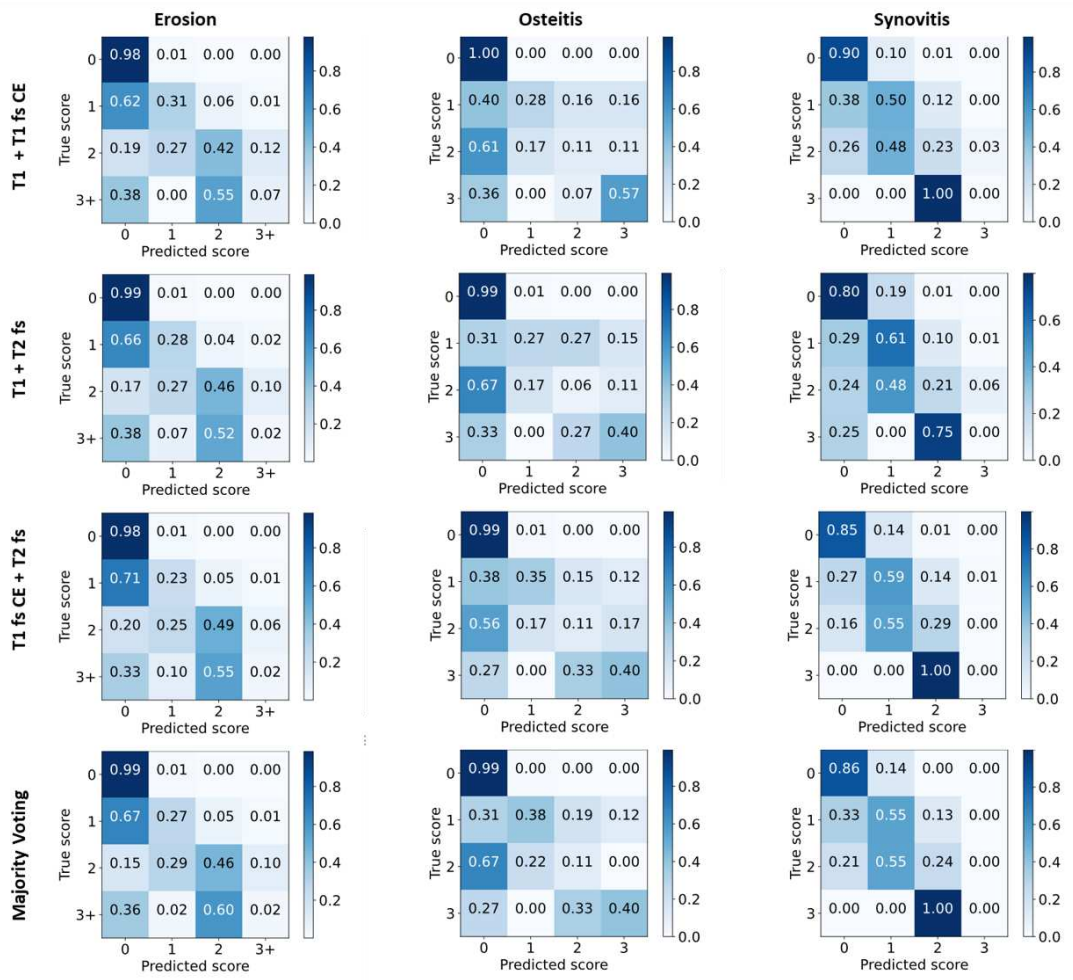 Erosion Osteitis Synovitis
T1 + T1 fs CE
True score
0 0.98 0.01 0.00 0.00
1 0.62 0.31 0.06 0.01
2 0.19 0.27 0.42 0.12
3+ 0.38 0.00 0.55 0.07
0 1 2 3+
Predicted score
0.8
0.6
0.4
0.2
0.0
True score
0 1.00 0.00 0.00 0.00
1 0.40 0.28 0.16 0.16
2 0.61 0.17 0.11 0.11
3 0.36 0.00 0.07 0.57
0 1 2 3
Predicted score
0.8
0.6
0.4
0.2
0.0
True score
0 0.90 0.10 0.01 0.00
1 0.38 0.50 0.12 0.00
2 0.26 0.48 0.23 0.03
3 0.00 0.00 1.00 0.00
0 1 2 3
Predicted score
0.8
0.6
0.4
0.2
0.0
T1 + T2 fs
True score
0 0.99 0.01 0.00 0.00
1 0.66 0.28 0.04 0.02
2 0.17 0.27 0.46 0.10
3+ 0.38 0.07 0.52 0.02
0 1 2 3+
Predicted score
0.8
0.6
0.4
0.2
True score
0 0.99 0.01 0.00 0.00
1 0.31 0.27 0.27 0.15
2 0.67 0.17 0.06 0.11
3 0.33 0.00 0.27 0.40
0 1 2 3
Predicted score
0.8
0.6
0.4
0.2
0.0
True score
0 0.80 0.19 0.01 0.00
1 0.29 0.61 0.10 0.01
2 0.24 0.48 0.21 0.06
3 0.25 0.00 0.75 0.00
0 1 2 3
Predicted score
0.6
0.4
0.2
0.0
T1 fs CE + T2 fs
True score
0 0.98 0.01 0.00 0.00
1 0.71 0.23 0.05 0.01
2 0.20 0.25 0.49 0.06
3+ 0.33 0.10 0.55 0.02
0 1 2 3+
Predicted score
0.8
0.6
0.4
0.2
True score
0 0.99 0.01 0.00 0.00
1 0.38 0.35 0.15 0.12
2 0.56 0.17 0.11 0.17
3 0.27 0.00 0.33 0.40
0 1 2 3
Predicted score
0.8
0.6
0.4
0.2
0.0
True score
0 0.85 0.14 0.01 0.00
1 0.27 0.59 0.14 0.01
2 0.16 0.55 0.29 0.00
3 0.00 0.00 1.00 0.00
0 1 2 3
Predicted score
0.8
0.6
0.4
0.2
0.0
Majority Voting
True score
0 0.99 0.01 0.00 0.00
1 0.67 0.27 0.05 0.01
2 0.15 0.29 0.46 0.10
3+ 0.36 0.02 0.60 0.02
0 1 2 3+
Predicted score
0.8
0.6
0.4
0.2
True score
0 0.99 0.00 0.00 0.00
1 0.31 0.38 0.19 0.12
2 0.67 0.22 0.11 0.00
3 0.27 0.00 0.33 0.40
0 1 2 3
Predicted score
0.8
0.6
0.4
0.2
0.0
True score
0 0.86 0.14 0.00 0.00
1 0.33 0.55 0.13 0.00
2 0.21 0.55 0.24 0.00
3 0.00 0.00 1.00 0.00
0 1 2 3
Predicted score
0.8
0.6
0.4
0.2
0.0